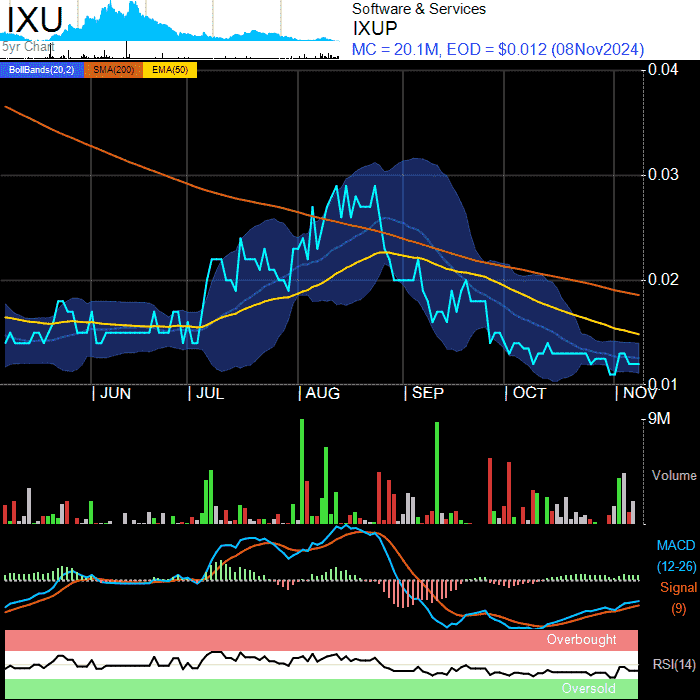 IXU
Software & Services
IXUP
5yr Chart
MC = 20.1M, EOD = $0.012 (08Nov2024)
BollBands(20,2) SMA(200) EMA(50)
0.04
0.03
0.02
0.01
| JUN | JUL | AUG | SEP | OCT | NOV
9M
Volume
MACD
(12-26)
Signal
(9)
Overbought
RSI(14)
Oversold